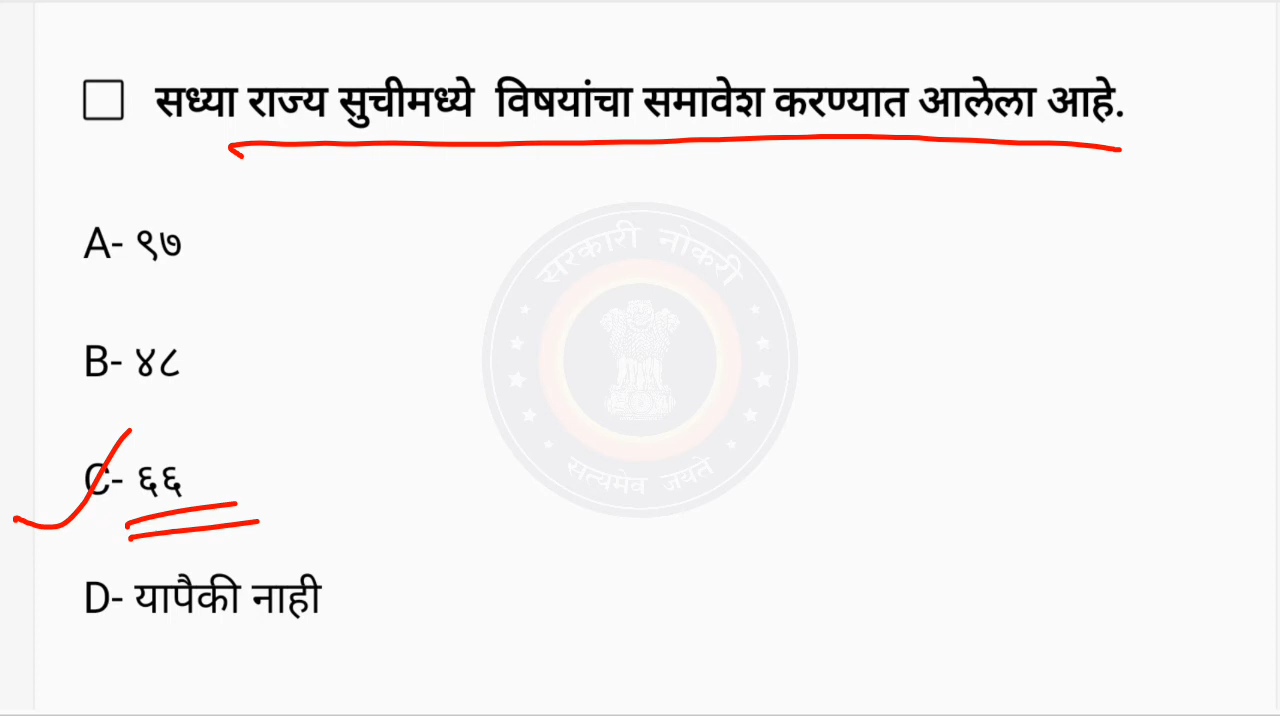 सध्या राज्य सुचीमध्ये विषयांचा समावेश करण्यात आलेला आहे.
A- ९७
सरकारी नोकरी
B- ४८
C- ६६
सत्यमेव जयते
D- यापैकी नाही